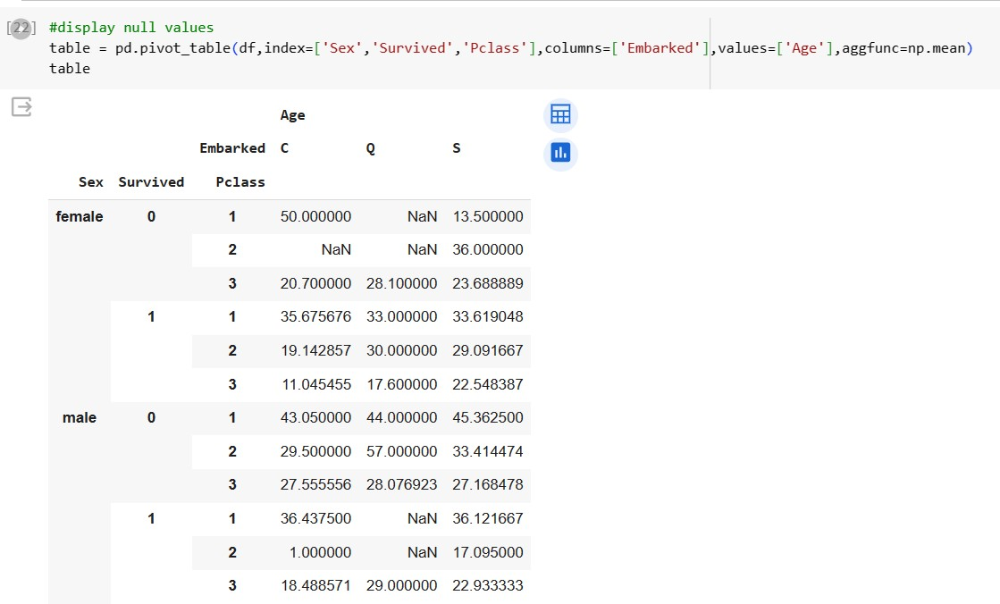 [22] #display null values
table = pd.pivot_table(df,index=['Sex','Survived','Pclass'],columns=['Embarked'],values=['Age'],aggfunc=np.mean)
table
Age
Embarked C Q S
Sex Survived Pclass
female 0 1 50.000000 NaN 13.500000
2 NaN NaN 36.000000
3 20.700000 28.100000 23.688889
1 1 35.675676 33.000000 33.619048
2 19.142857 30.000000 29.091667
3 11.045455 17.600000 22.548387
male 0 1 43.050000 44.000000 45.362500
2 29.500000 57.000000 33.414474
3 27.555556 28.076923 27.168478
1 1 36.437500 NaN 36.121667
2 1.000000 NaN 17.095000
3 18.488571 29.000000 22.933333